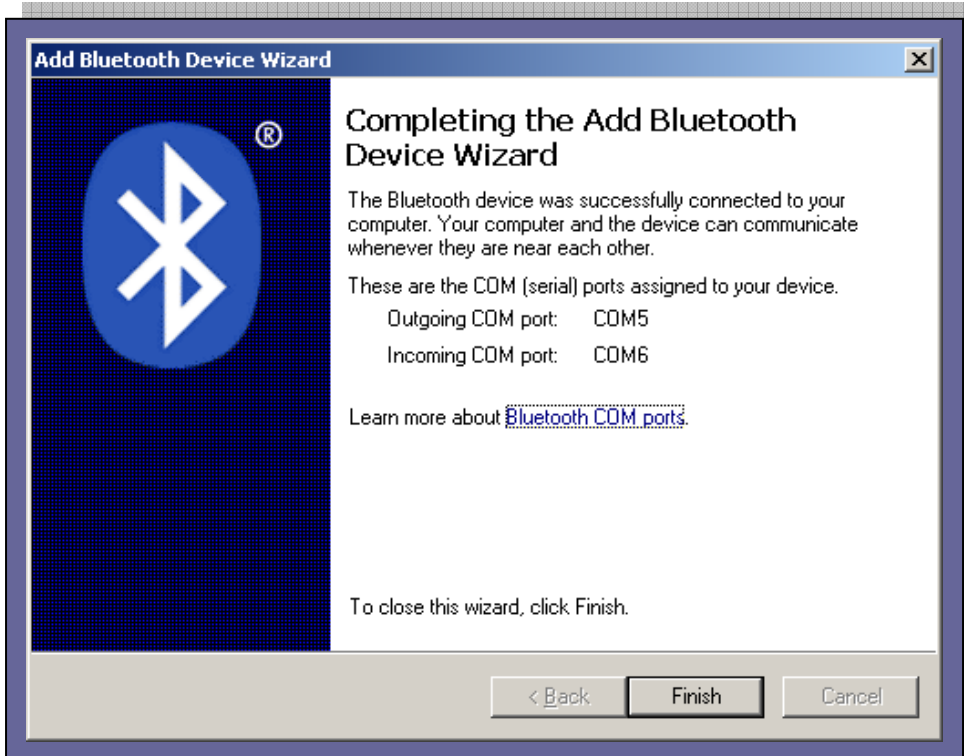 Add Bluetooth Device Wizard
®
Completing the Add Bluetooth
Device Wizard
The Bluetooth device was successfully connected to your
computer. Your computer and the device can communicate
whenever they are near each other.
These are the COM (serial) ports assigned to your device.
Outgoing COM port: COM5
Incoming COM port: COM6
Learn more about Bluetooth COM ports.
To close this wizard, click Finish.
< Back Finish Cancel